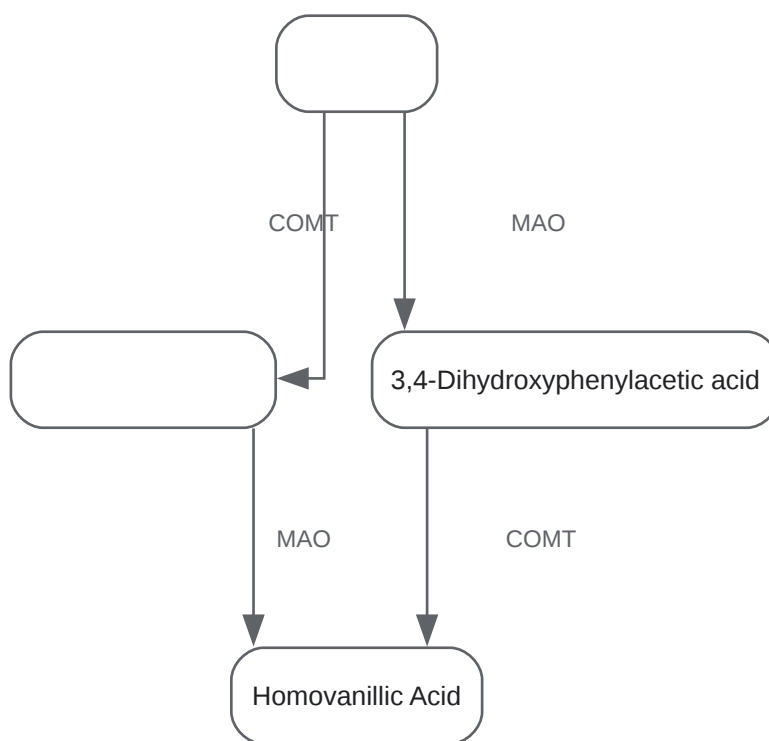 COMT
MAO
3,4-Dihydroxyphenylacetic acid
MAO
COMT
Homovanillic Acid